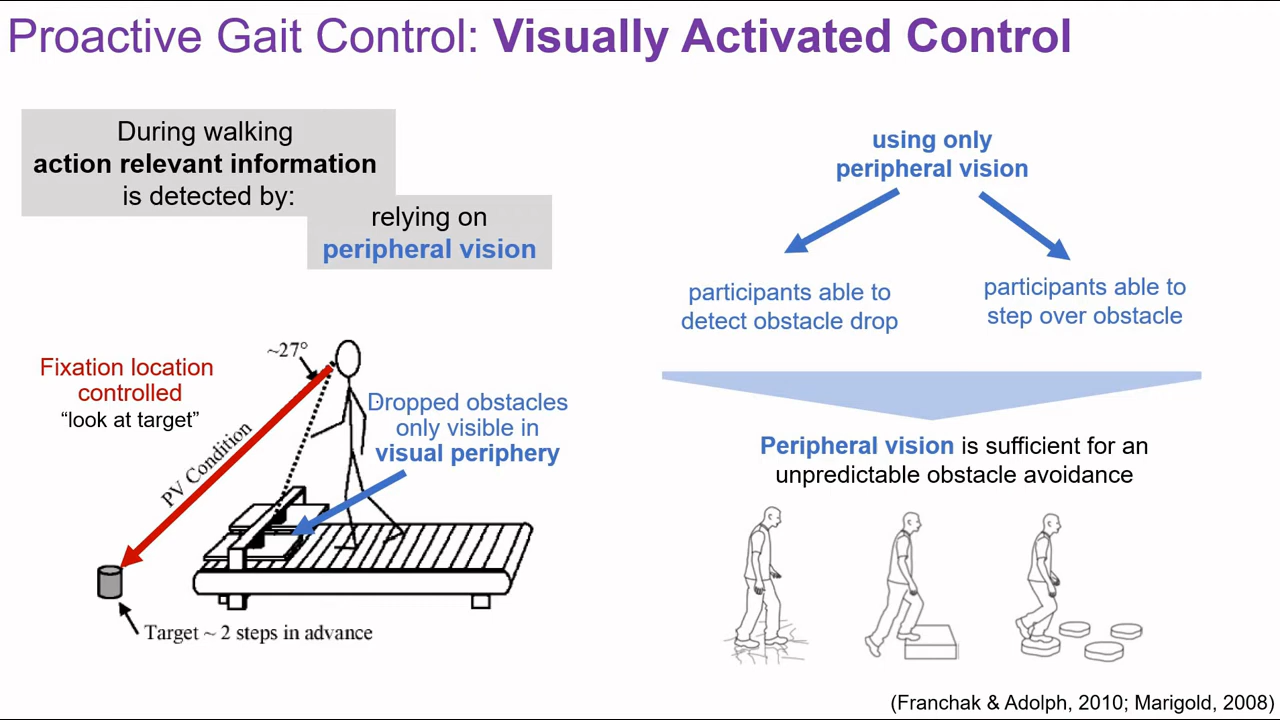 Proactive Gait Control: Visually Activated Control
During walking
action relevant information
is detected by:
relying on
peripheral vision
~27°
Fixation location
controlled
“look at target”
PV Condition
Dropped obstacles
only visible in
visual periphery
Target ~ 2 steps in advance
using only
peripheral vision
participants able to
detect obstacle drop
participants able to
step over obstacle
Peripheral vision is sufficient for an
unpredictable obstacle avoidance
(Franchak & Adolph, 2010; Marigold, 2008)